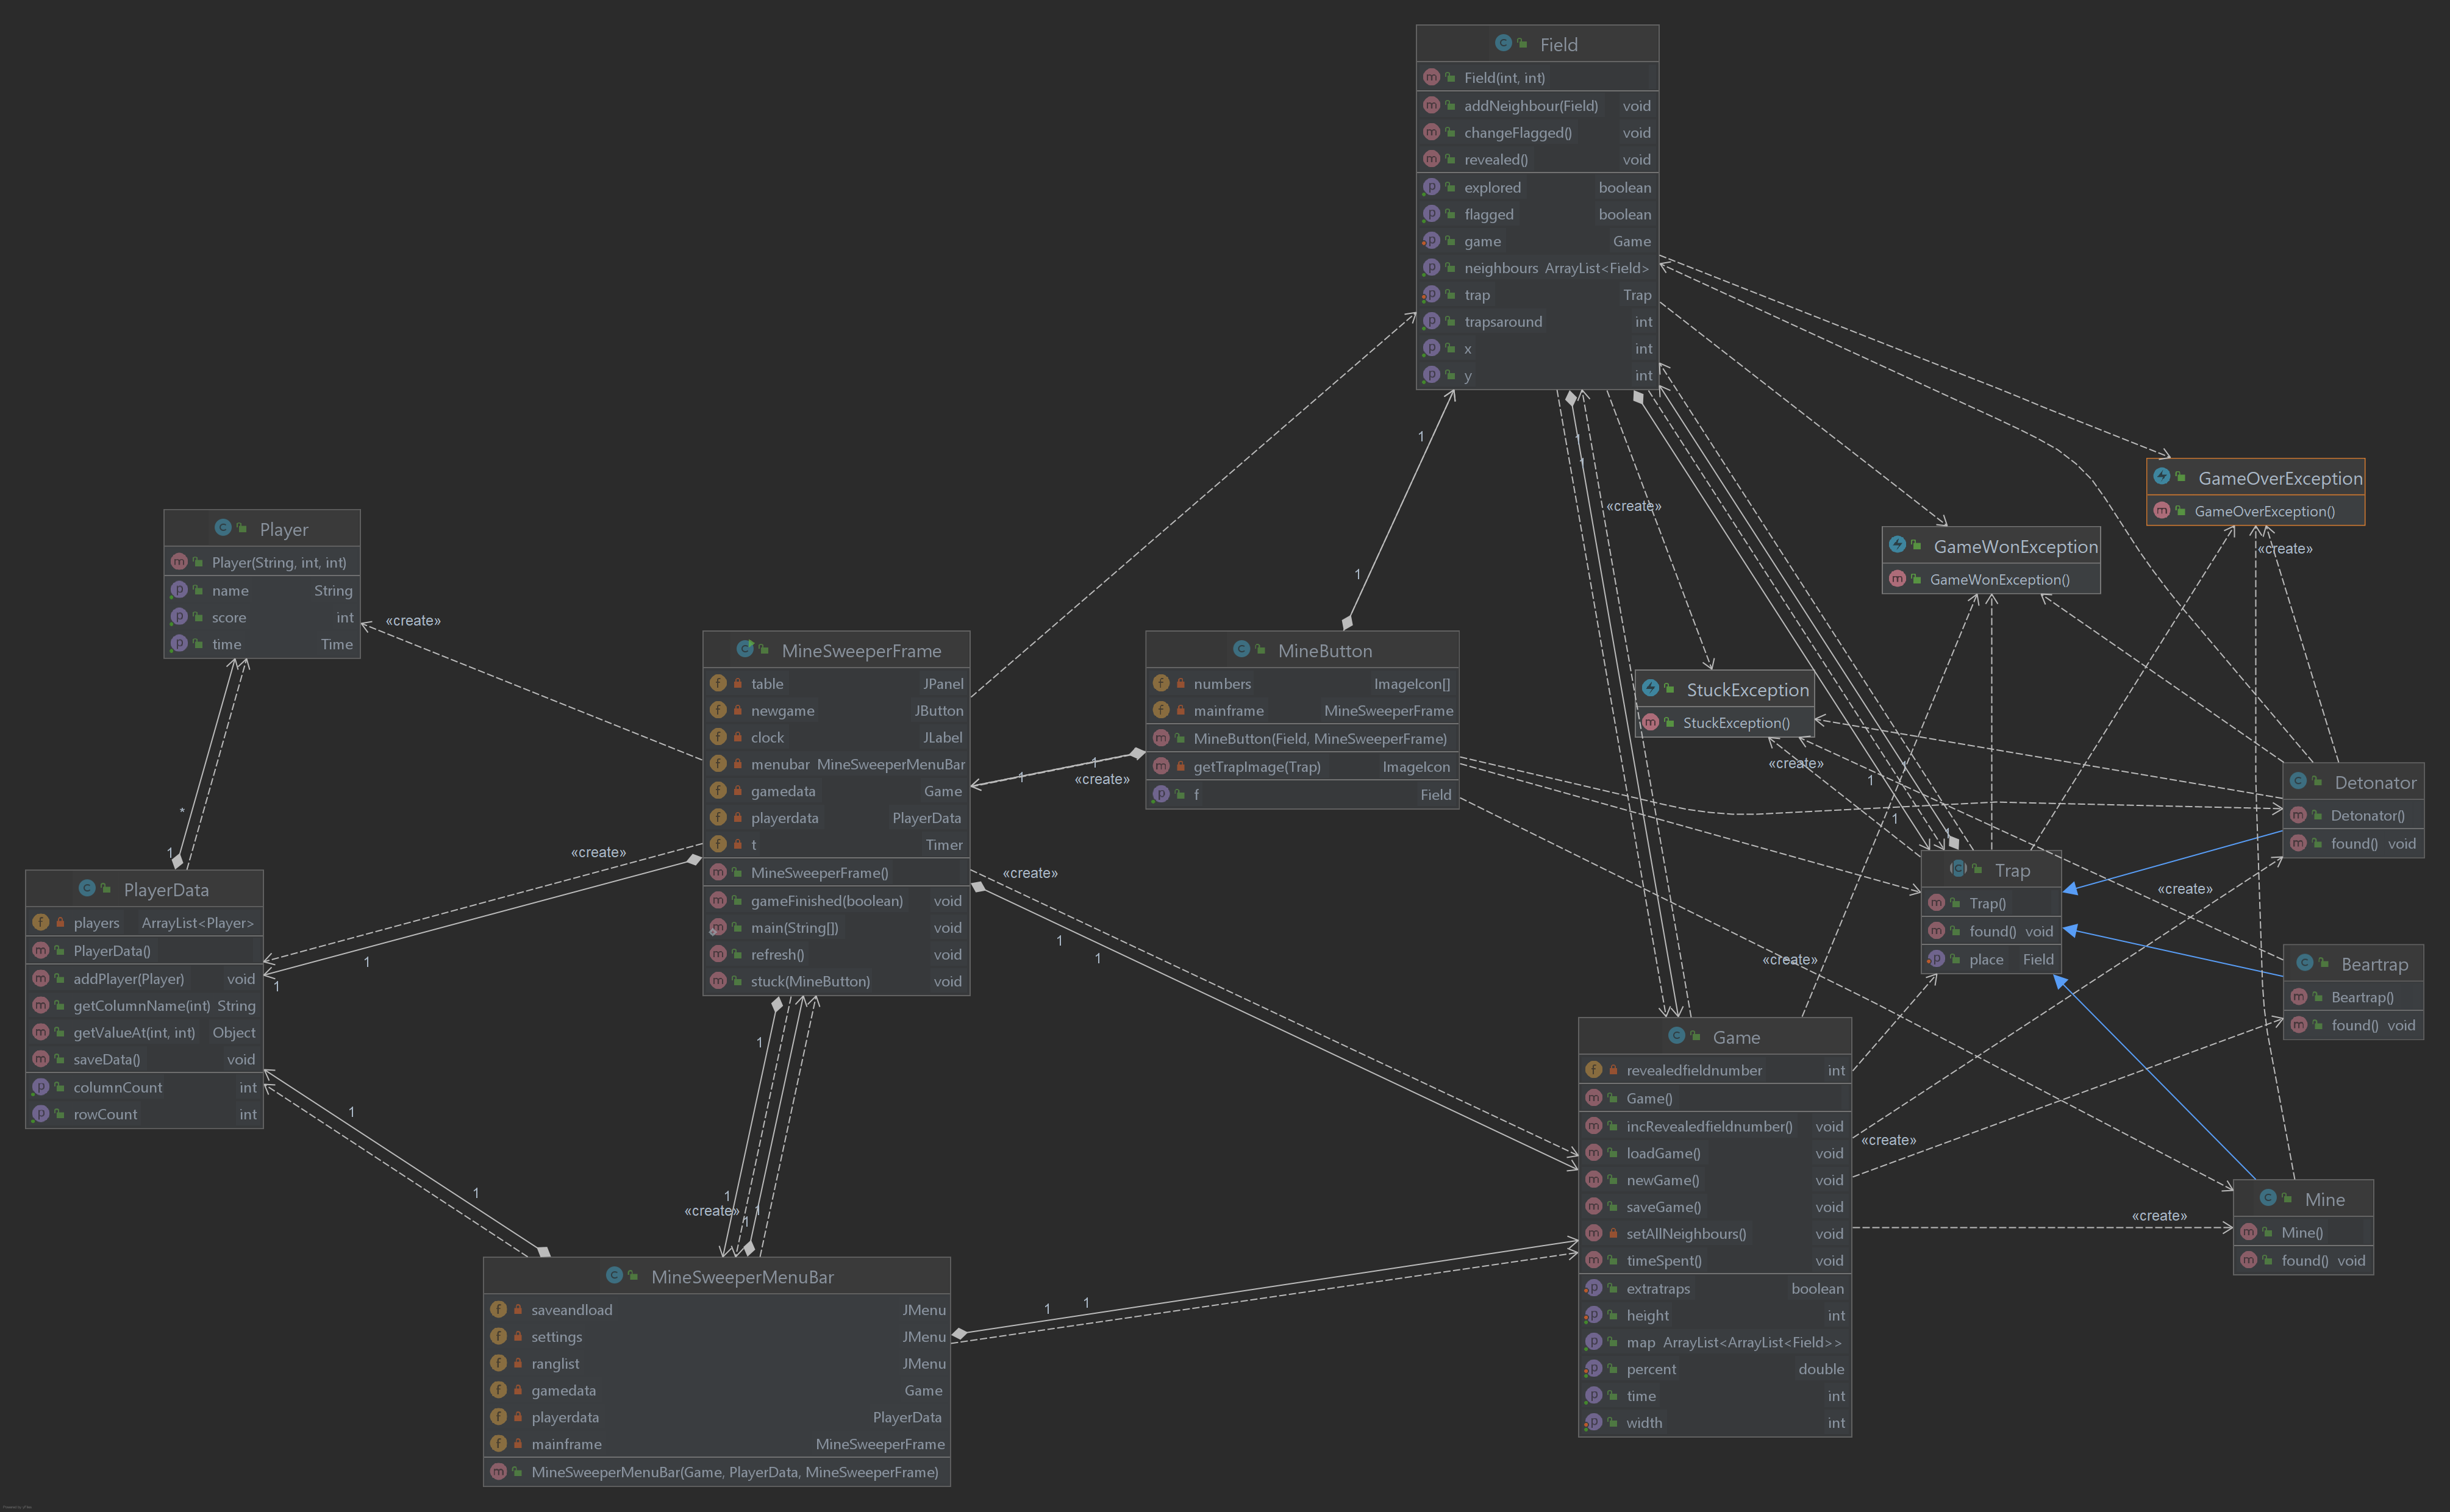 Field
Field(int, int)
addNeighbour(Field) void
changeFlagged() void
revealed() void
explored boolean
flagged boolean
game Game
neighbours ArrayList<Field>
trap Trap
trapsaround int
x int
y int
1
1
1
1
«create»
GameOverException
GameOverException()
«create»
GameWonException
GameWonException()
Player
Player(String, int, int)
name String
score int
time Time
«create»
*
1
MineSweeperFrame
table JPanel
newgame JButton
clock JLabel
menubar MineSweeperMenuBar
gamedata Game
playerdata PlayerData
t Timer
MineSweeperFrame()
gameFinished(boolean) void
main(String[]) void
refresh() void
stuck(MineButton) void
MineButton
numbers ImageIcon[]
mainframe MineSweeperFrame
MineButton(Field, MineSweeperFrame)
getTrapImage(Trap) ImageIcon
f Field
1
1
«create»
StuckException
StuckException()
«create»
1
1
Detonator
Detonator()
found() void
Trap
Trap()
found() void
place Field
«create»
Beartrap
Beartrap()
found() void
«create»
PlayerData
players ArrayList<Player>
PlayerData()
addPlayer(Player) void
getColumnName(int) String
getValueAt(int, int) Object
saveData() void
columnCount int
rowCount int
«create»
1
1
«create»
1
1
1
1
1
1
«create»
1
1
Game
revealedfieldnumber int
Game()
incRevealedfieldnumber() void
loadGame() void
newGame() void
saveGame() void
setAllNeighbours() void
timeSpent() void
extratraps boolean
height int
map ArrayList<ArrayList<Field>>
percent double
time int
width int
«create»
«create»
Mine
Mine()
found() void
MineSweeperMenuBar
saveandload JMenu
settings JMenu
ranglist JMenu
gamedata Game
playerdata PlayerData
mainframe MineSweeperFrame
MineSweeperMenuBar(Game, PlayerData, MineSweeperFrame)
1
1